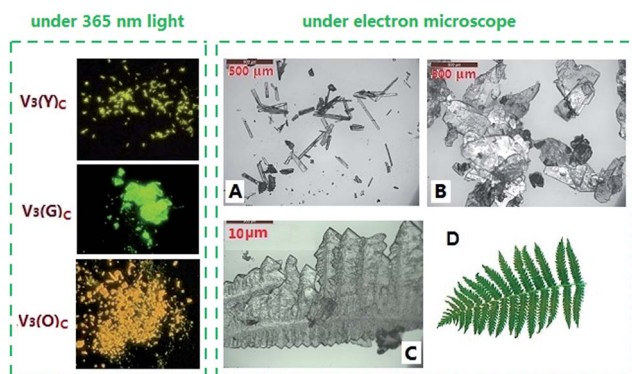 under 365 nm light
under electron microscope
V3(Y)C
V3(G)C
V3(O)C
500 μm
A
B
10μm
C
D